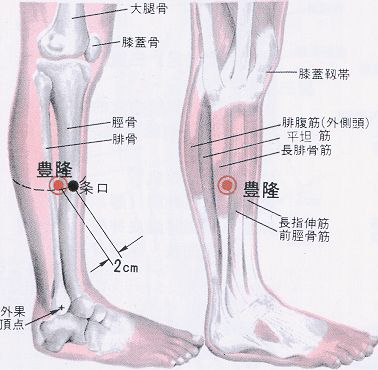 大腿骨
膝蓋骨
脛骨
腓骨
豊隆
条口
2cm
外果
頂点
膝蓋靱帯
腓腹筋(外側頭)
平坦 筋
長腓骨筋
豊隆
長指伸筋
前脛骨筋